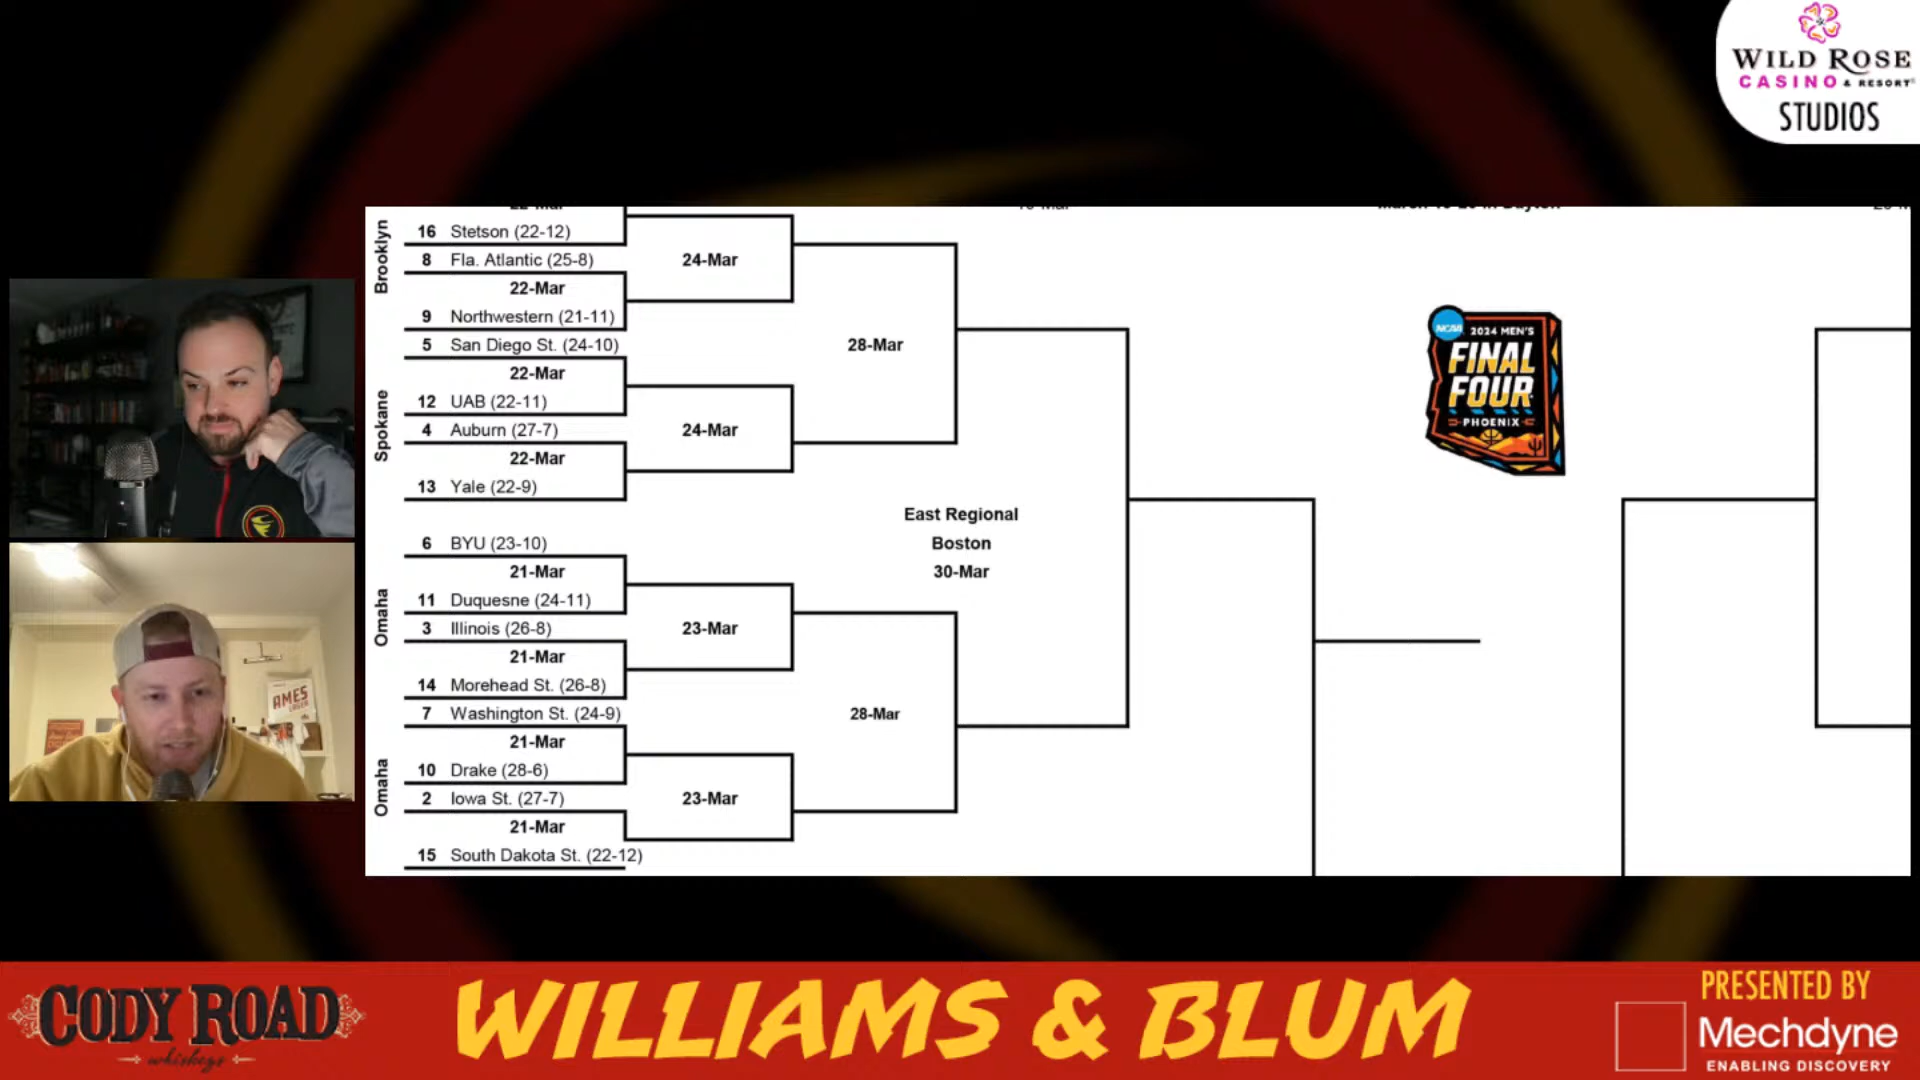 WILD ROSE
CASINO & RESORT
STUDIOS
Brooklyn
16 Stetson (22-12)
8 Fla. Atlantic (25-8)
22-Mar
9 Northwestern (21-11)
24-Mar
Spokane
5 San Diego St. (24-10)
22-Mar
12 UAB (22-11)
4 Auburn (27-7)
22-Mar
13 Yale (22-9)
24-Mar
28-Mar
East Regional
Boston
30-Mar
Omaha
6 BYU (23-10)
21-Mar
11 Duquesne (24-11)
3 Illinois (26-8)
21-Mar
14 Morehead St. (26-8)
23-Mar
Omaha
7 Washington St. (24-9)
21-Mar
10 Drake (28-6)
2 Iowa St. (27-7)
21-Mar
15 South Dakota St. (22-12)
23-Mar
28-Mar
NCAA
2024 MEN'S
FINAL
FOUR
PHOENIX
AMES
LAGER
CODY ROAD
whiskeys
WILLIAMS & BLUM
PRESENTED BY
Mechdyne
ENABLING DISCOVERY